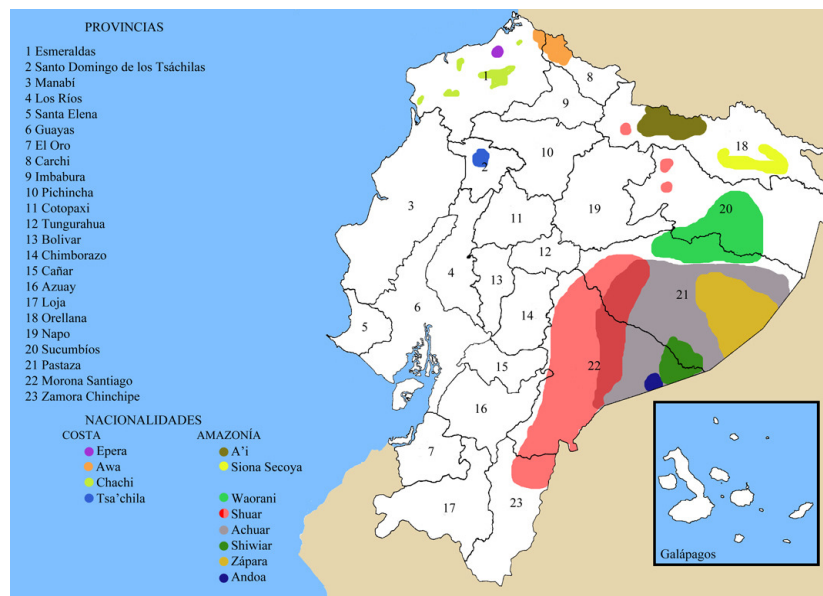 PROVINCIAS
1 Esmeraldas
2 Santo Domingo de los Tsáchilas
3 Manabí
4 Los Ríos
5 Santa Elena
6 Guayas
7 El Oro
8 Carchi
9 Imbabura
10 Pichincha
11 Cotopaxi
12 Tungurahua
13 Bolivar
14 Chimborazo
15 Cañar
16 Azuay
17 Loja
18 Orellana
19 Napo
20 Sucumbíos
21 Pastaza
22 Morona Santiago
23 Zamora Chinchipe
NACIONALIDADES
COSTA
Epera
Awa
Chachi
Tsa'chila
AMAZONÍA
A'i
Siona Secoya
Waorani
Shuar
Achuar
Shiwiar
Zápara
Andoa
1
8
9
18
2
10
3
19
20
11
12
4
13
21
6
14
5
15
22
16
7
23
17
Galápagos